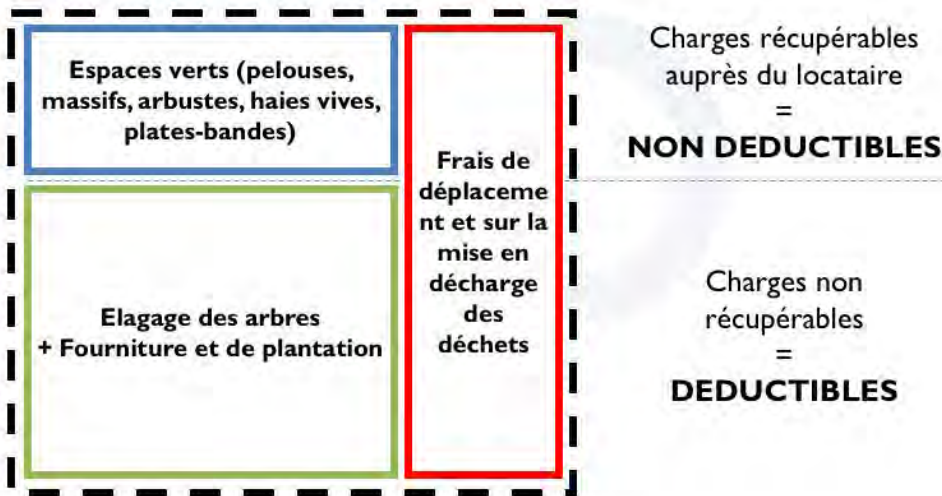 Espaces verts (pelouses,
massifs, arbustes, haies vives,
plates-bandes)
Elagage des arbres
+ Fourniture et de plantation
Frais de
déplaceme
nt et sur la
mise en
décharge
des
déchets
Charges récupérables
auprès du locataire
=
NON DEDUCTIBLES
Charges non
récupérables
=
DEDUCTIBLES